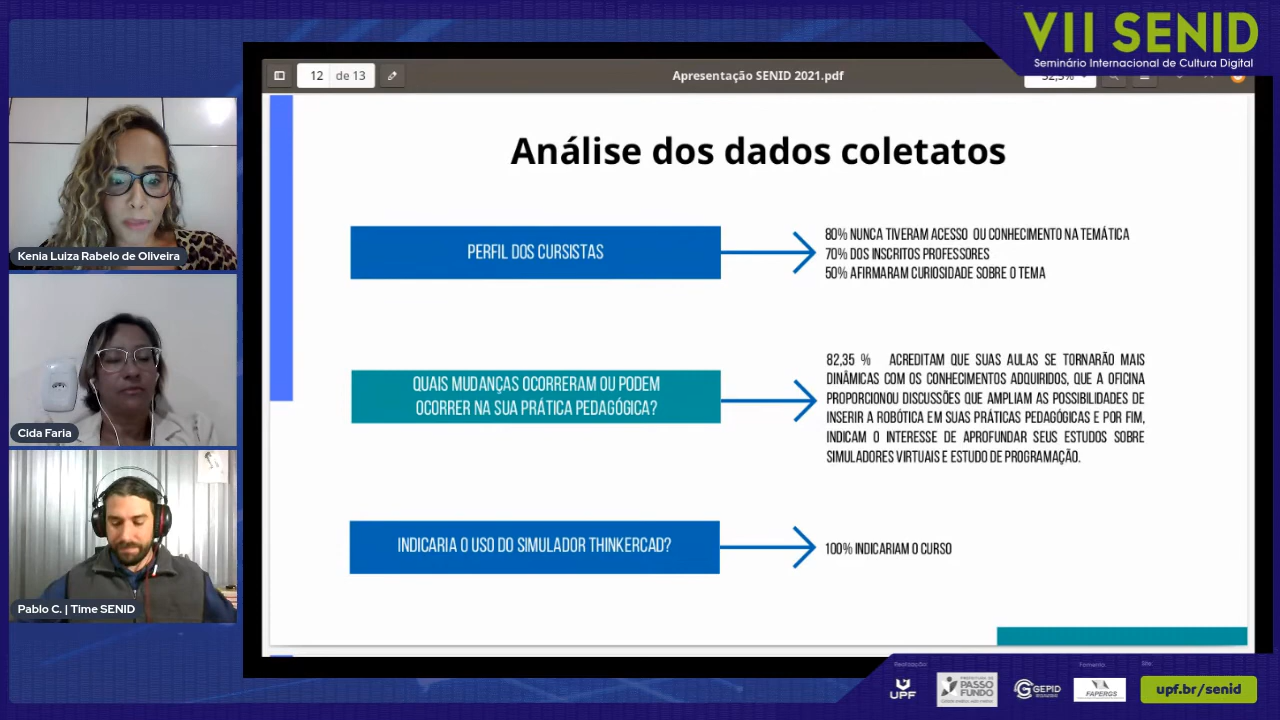 VII SENID
Seminário Internacional de Cultura Digital
12 de 13
Apresentação SENID 2021.pdf
Análise dos dados coletatos
PERFIL DOS CURSISTAS
80% NUNCA TIVERAM ACESSO OU CONHECIMENTO NA TEMÁTICA
70% DOS INSCRITOS PROFESSORES
50% AFIRMARAM CURIOSIDADE SOBRE O TEMA
QUAIS MUDANÇAS OCORRERAM OU PODEM
OCORRER NA SUA PRÁTICA PEDAGÓGICA?
82,35 % ACREDITAM QUE SUAS AULAS SE TORNARÃO MAIS
DINÂMICAS COM OS CONHECIMENTOS ADQUIRIDOS, QUE A OFICINA
PROPORCIONOU DISCUSSÕES QUE AMPLIAM AS POSSIBILIDADES DE
INSERIR A ROBÓTICA EM SUAS PRÁTICAS PEDAGÓGICAS E POR FIM,
INDICAM O INTERESSE DE APROFUNDAR SEUS ESTUDOS SOBRE
SIMULADORES VIRTUAIS E ESTUDO DE PROGRAMAÇÃO.
INDICARIA O USO DO SIMULADOR THINKERCAD?
100% INDICARIAM O CURSO
Kenia Luiza Rabelo de Oliveira
Cida Faria
Pablo C. | Time SENID
Realização:
UPF
PREFEITURA DE
PASSO
FUNDO
GEPID
Fomento:
FAPERGS
Site:
upf.br/senid